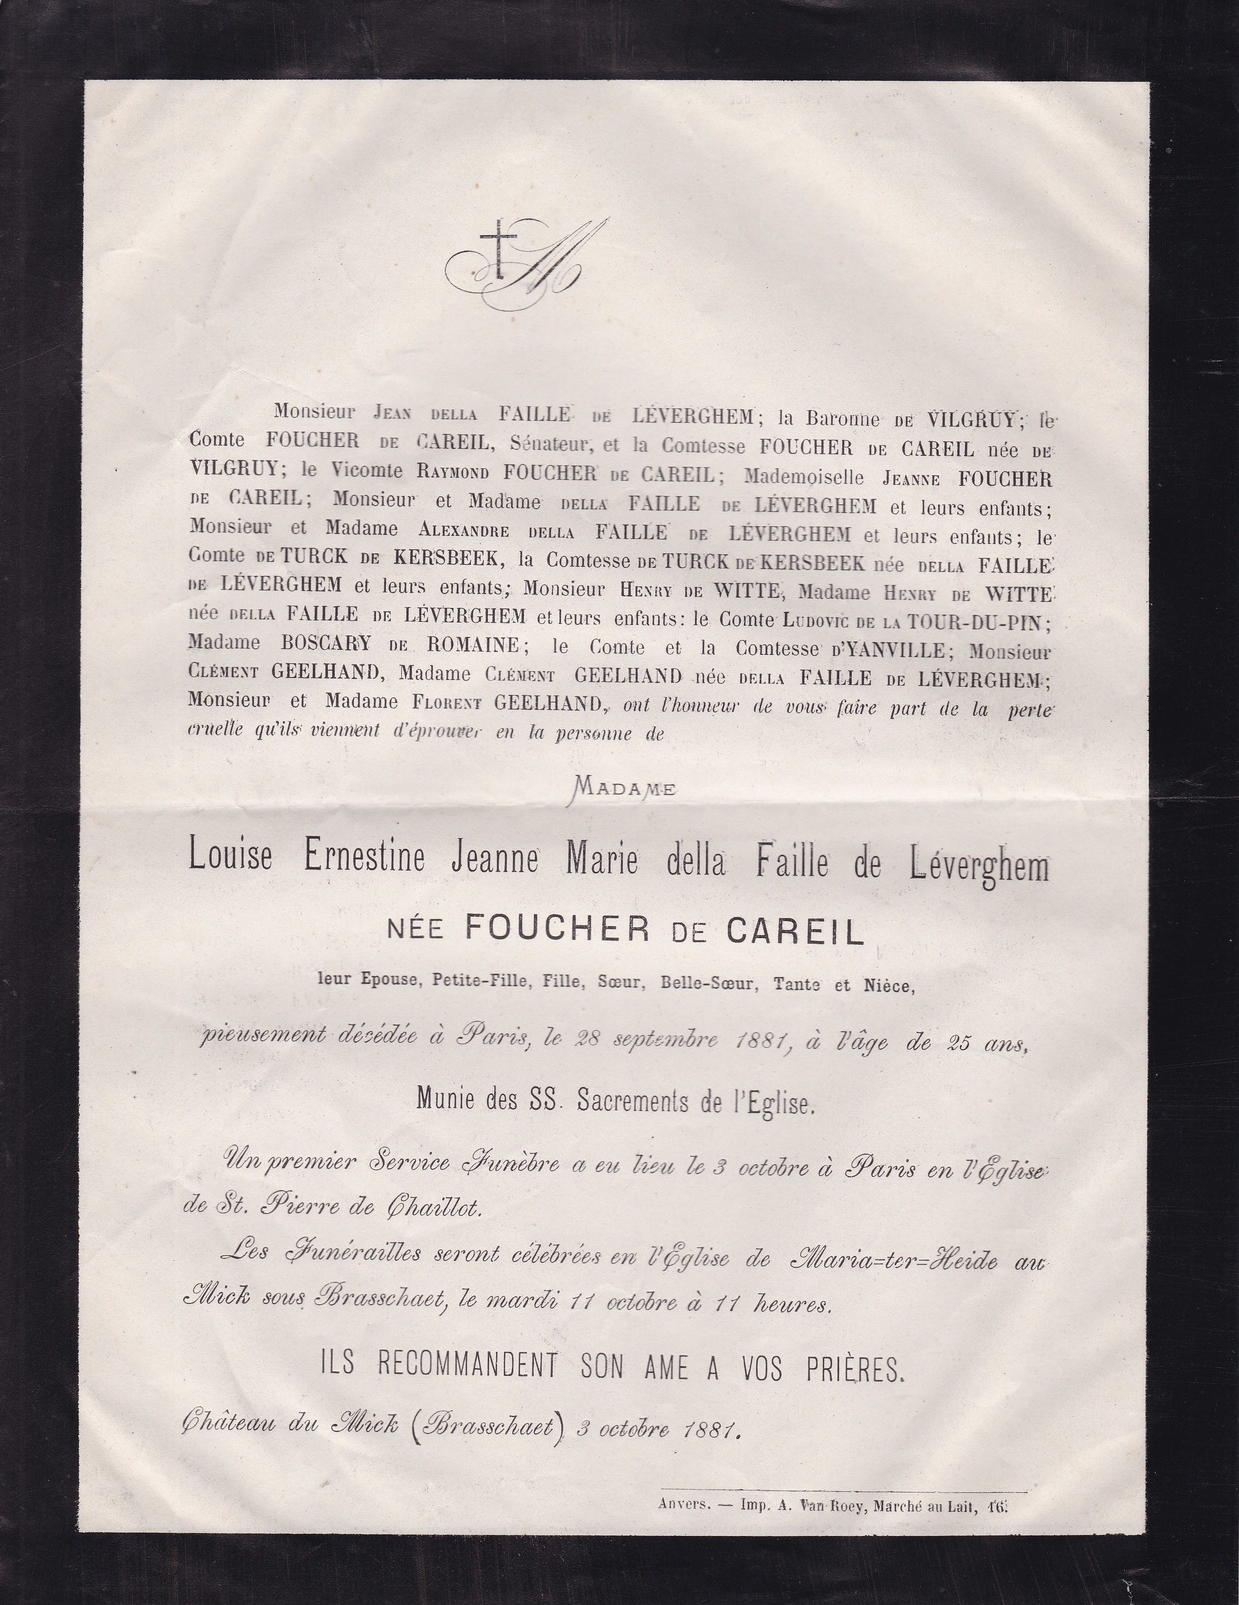 M
Monsieur JEAN DELLA FAILLE DE LÉVERGHEM; la Baronne DE VILGRUY; le
Comte FOUCHER DE CAREIL, Sénateur, et la Comtesse FOUCHER DE CAREIL née DE
VILGRUY; le Vicomte RAYMOND FOUCHER DE CAREIL; Mademoiselle JEANNE FOUCHER
DE CAREIL; Monsieur et Madame DELLA FAILLE DE LÉVERGHEM et leurs enfants;
Monsieur et Madame ALEXANDRE DELLA FAILLE DE LÉVERGHEM et leurs enfants; le
Comte DE TURCK DE KERSBEEK, la Comtesse DE TURCK DE KERSBEEK née DELLA FAILLE
DE LÉVERGHEM et leurs enfants; Monsieur HENRY DE WITTE, Madame HENRY DE WITTE
née DELLA FAILLE DE LÉVERGHEM et leurs enfants: le Comte LUDOVIC DE LA TOUR-DU-PIN;
Madame BOSCARY DE ROMAINE; le Comte et la Comtesse D'YANVILLE; Monsieur
CLÉMENT GEELHAND, Madame CLÉMENT GEELHAND née DELLA FAILLE DE LÉVERGHEM;
Monsieur et Madame FLORENT GEELHAND, ont l'honneur de vous faire part de la perte
cruelle qu'ils viennent d'éprouver en la personne de
MADAME
Louise Ernestine Jeanne Marie della Faille de Léverghem
NÉE FOUCHER DE CAREIL
leur Epouse, Petite-Fille, Fille, Sœur, Belle-Sœur, Tante et Nièce,
pieusement décédée à Paris, le 28 septembre 1881, à l'âge de 25 ans,
Munie des SS. Sacrements de l'Eglise.
Un premier Service Funèbre a eu lieu le 3 octobre à Paris en l'Église
de St. Pierre de Chaillot.
Les Funérailles seront célébrées en l'Église de Maria=ter=Heide au
Mick sous Brasschaet, le mardi 11 octobre à 11 heures.
ILS RECOMMANDENT SON AME A VOS PRIÈRES.
Château du Mick (Brasschaet) 3 octobre 1881.
Anvers. — Imp. A. Van Roey, Marché au Lait, 16.